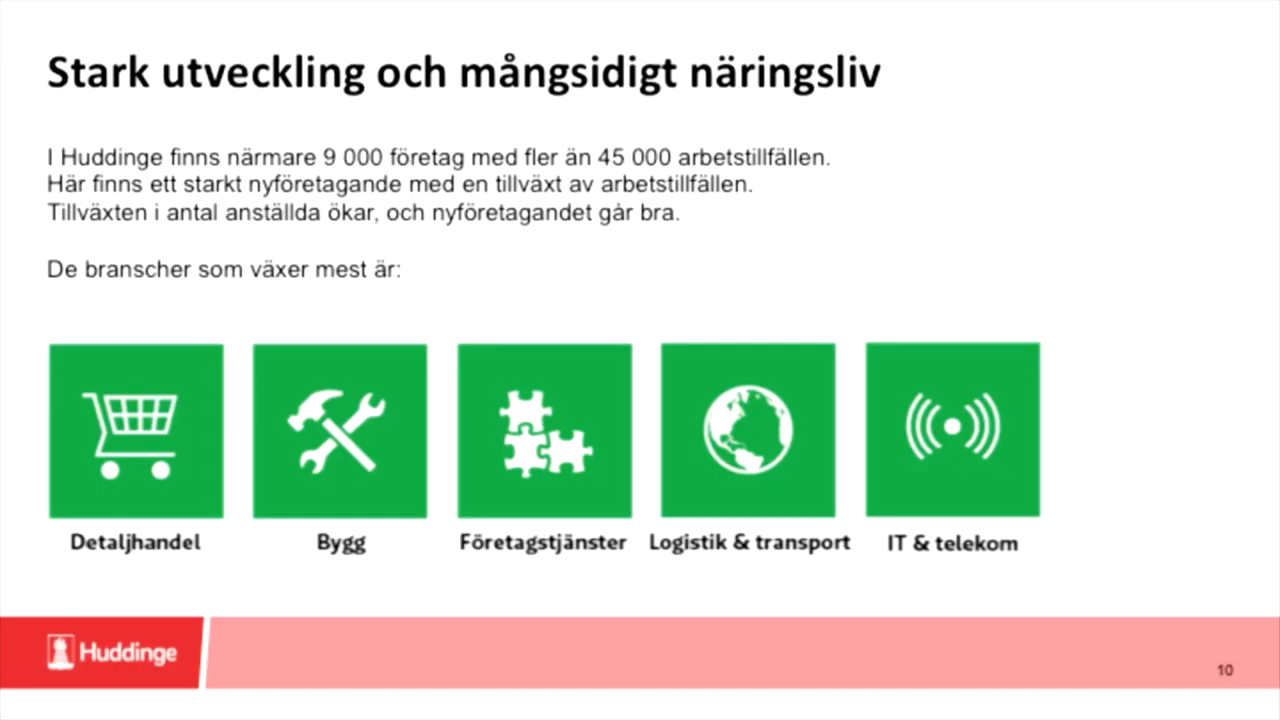 Stark utveckling och mångsidigt näringsliv
I Huddinge finns närmare 9 000 företag med fler än 45 000 arbetstillfällen.
Här finns ett starkt nyföretagande med en tillväxt av arbetstillfällen.
Tillväxten i antal anställda ökar, och nyföretagandet går bra.
De branscher som växer mest är:
Detaljhandel
Bygg
Företagstjänster
Logistik & transport
IT & telekom
Huddinge
10